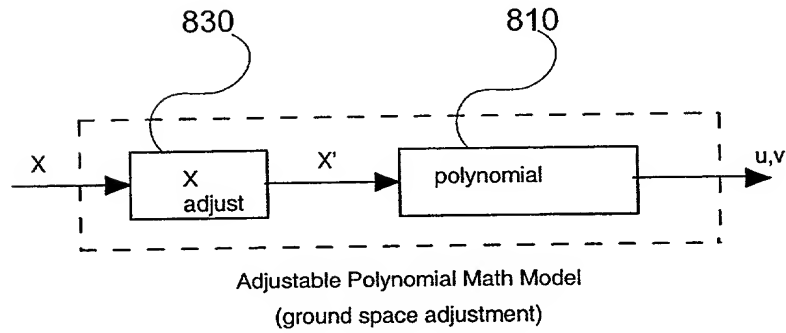 830
810
X
X
adjust
X'
polynomial
u,v
Adjustable Polynomial Math Model
(ground space adjustment)